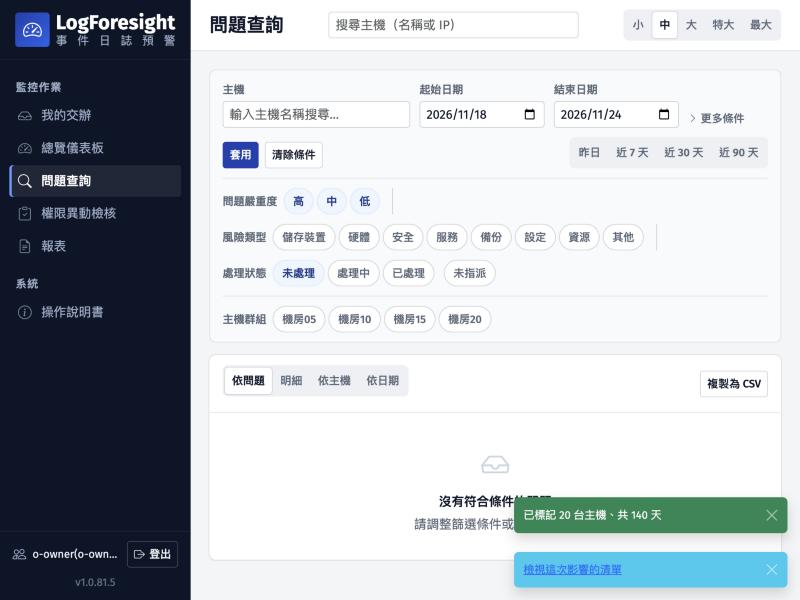 LogForesight
事件日誌預警
問題查詢
搜尋主機（名稱或 IP）
小 中 大 特大 最大
監控作業
我的交辦
總覽儀表板
問題查詢
權限異動檢核
報表
系統
操作說明書
主機 起始日期 結束日期
輸入主機名稱搜尋... 2026/11/18 2026/11/24 更多條件
套用 清除條件 昨日 近 7 天 近 30 天 近 90 天
問題嚴重度 高 中 低
風險類型 儲存裝置 硬體 安全 服務 備份 設定 資源 其他
處理狀態 未處理 處理中 已處理 未指派
主機群組 機房05 機房10 機房15 機房20
依問題 明細 依主機 依日期 複製為 CSV
沒有符合條件
請調整篩選條件或
已標記 20 台主機、共 140 天
檢視這次影響的清單
o-owner(o-own... 登出
v1.0.81.5